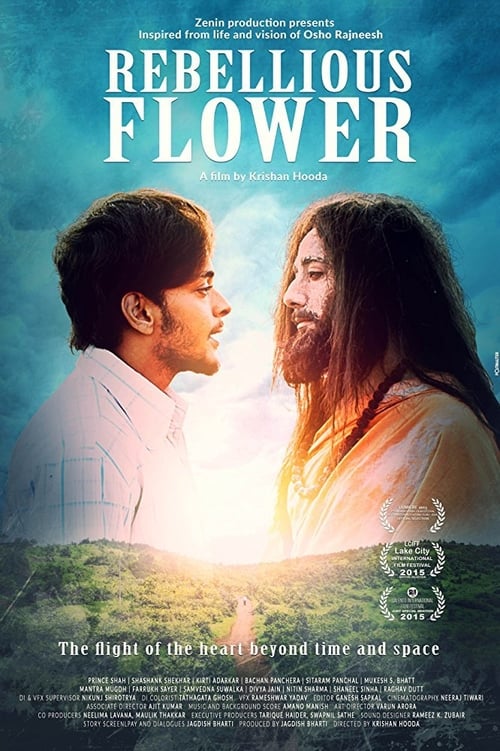 Zenin production presents
Inspired from life and vision of Osho Rajneesh
REBELLIOUS
FLOWER
A film by Krishan Hooda
LCIFF
Lake City
INTERNATIONAL
FILM FESTIVAL
2015
2015
The flight of the heart beyond time and space
PRINCE SHAH | SHASHANK SHEKHAR | KIRTI ADARKAR | BACHAN PANCHERA | SITARAM PANCHAL | MUKESH S. BHATT
MANTRA MUGDH | FARRUKH SAYER | SAMVEDNA SUWALKA | DIVYA JAIN | NITIN SHARMA | SHANEEL SINHA | RAGHAV DUTT
DI & VFX SUPERVISOR NIKUNJ SHIROTRYA DI COLORIST TATHAGATA GHOSH VFX RAMESHWAR YADAV EDITOR GANESH SAPKAL CINEMATOGRAPHY NEERAJ TIWARI
ASSOCIATE DIRECTOR AJIT KUMAR MUSIC AND BACKGROUND SCORE AMANO MANISH ART DIRECTOR VARUN ARORA
CO PRODUCERS NEELIMA LAVANA, MAULIK THAKKAR EXECUTIVE PRODUCERS TARIQUE HAIDER, SWAPNIL SATHE SOUND DESIGNER RAMEEZ K. ZUBAIR
STORY SCREENPLAY AND DIALOGUES JAGDISH BHARTI PRODUCED BY JAGDISH BHARTI DIRECTED BY KRISHAN HOODA